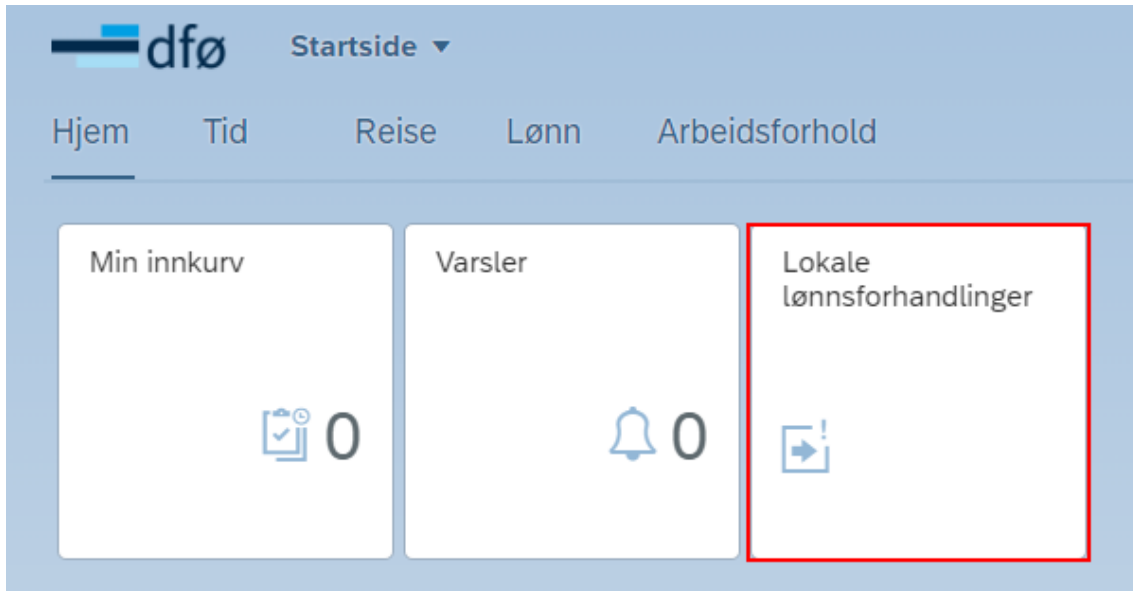 dfø Startside
Hjem Tid Reise Lønn Arbeidsforhold
Min innkurv
0
Varsler
0
Lokale
lønnsforhandlinger